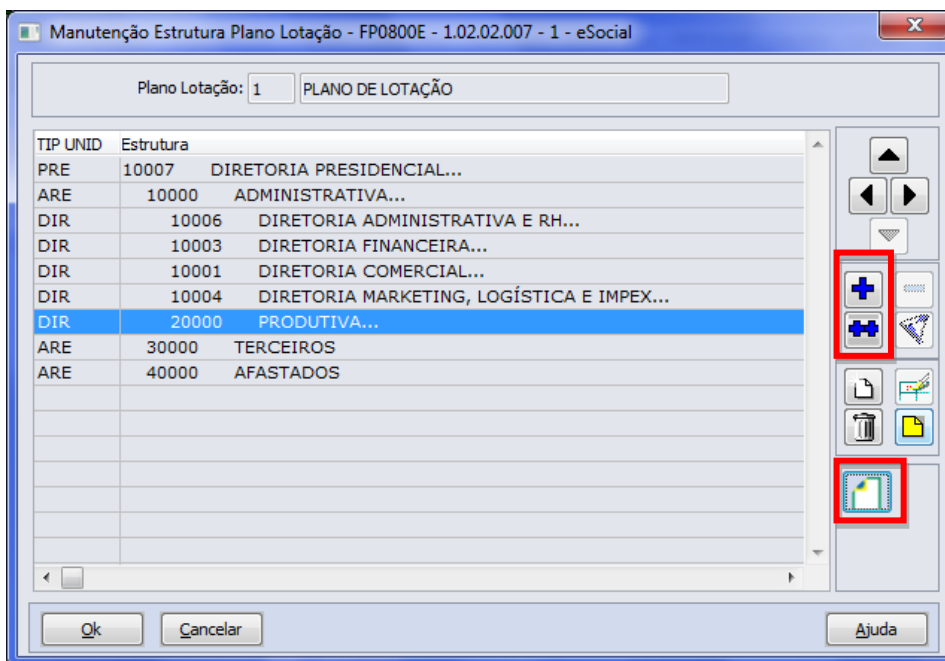 Manutenção Estrutura Plano Lotação - FP0800E - 1.02.02.007 - 1 - eSocial
Plano Lotação: 1 PLANO DE LOTAÇÃO
TIP UNID Estrutura
PRE 10007 DIRETORIA PRESIDENCIAL...
ARE 10000 ADMINISTRATIVA...
DIR 10006 DIRETORIA ADMINISTRATIVA E RH...
DIR 10003 DIRETORIA FINANCEIRA...
DIR 10001 DIRETORIA COMERCIAL...
DIR 10004 DIRETORIA MARKETING, LOGÍSTICA E IMPEX...
DIR 20000 PRODUTIVA...
ARE 30000 TERCEIROS
ARE 40000 AFASTADOS
Ok Cancelar Ajuda